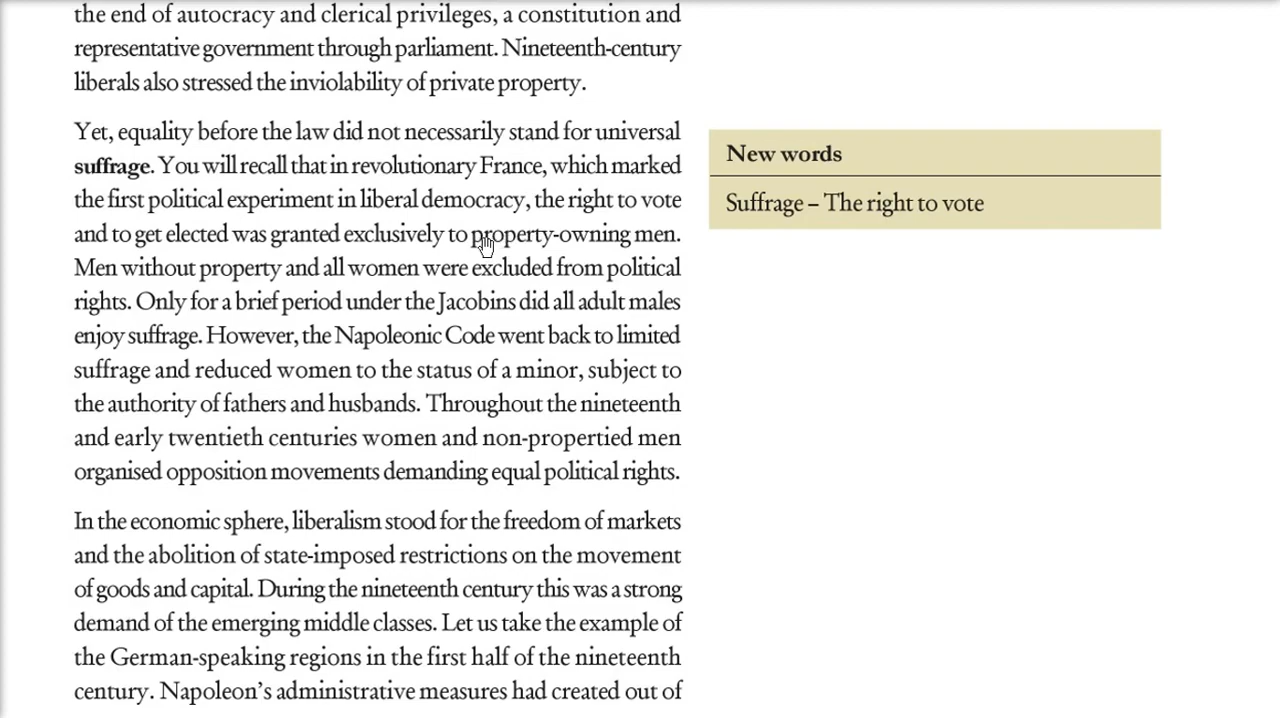 the end of autocracy and clerical privileges, a constitution and
representative government through parliament. Nineteenth-century
liberals also stressed the inviolability of private property.
Yet, equality before the law did not necessarily stand for universal
suffrage. You will recall that in revolutionary France, which marked
the first political experiment in liberal democracy, the right to vote
and to get elected was granted exclusively to property-owning men.
Men without property and all women were excluded from political
rights. Only for a brief period under the Jacobins did all adult males
enjoy suffrage. However, the Napoleonic Code went back to limited
suffrage and reduced women to the status of a minor, subject to
the authority of fathers and husbands. Throughout the nineteenth
and early twentieth centuries women and non-propertied men
organised opposition movements demanding equal political rights.
In the economic sphere, liberalism stood for the freedom of markets
and the abolition of state-imposed restrictions on the movement
of goods and capital. During the nineteenth century this was a strong
demand of the emerging middle classes. Let us take the example of
the German-speaking regions in the first half of the nineteenth
century. Napoleon's administrative measures had created out of
New words
Suffrage – The right to vote